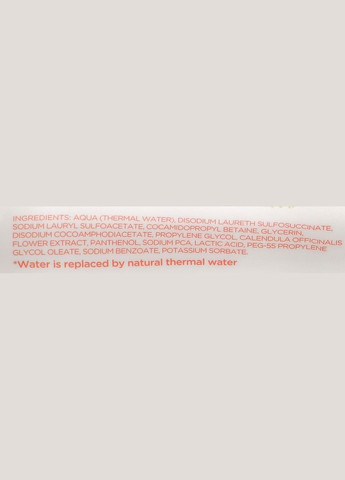 INGREDIENTS: AQUA (THERMAL WATER), DISODIUM LAURETH SULFOSUCCINATE,
SODIUM LAURYL SULFOACETATE, COCAMIDOPROPYL BETAINE, GLYCERIN,
DISODIUM COCOAMPHODIACETATE, PROPYLENE GLYCOL, CALENDULA OFFICINALIS
FLOWER EXTRACT, PANTHENOL, SODIUM PCA, LACTIC ACID, PEG-55 PROPYLENE
GLYCOL OLEATE, SODIUM BENZOATE, POTASSIUM SORBATE.
*Water is replaced by natural thermal water